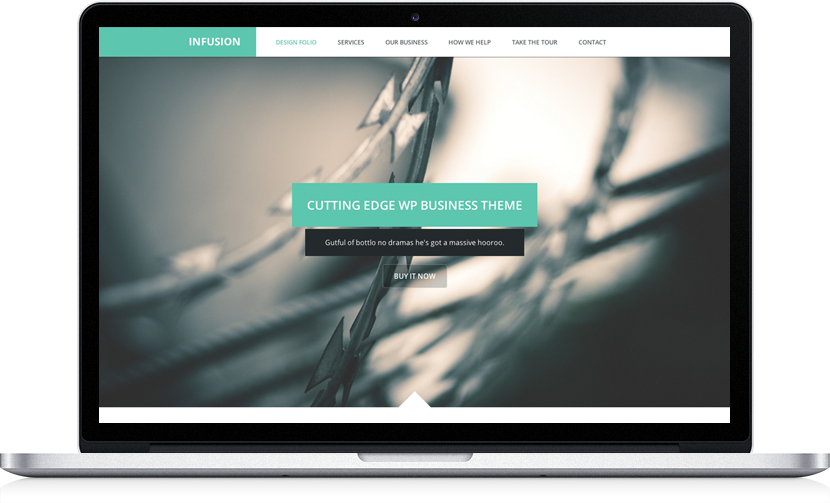 INFUSION
DESIGN FOLIO SERVICES OUR BUSINESS HOW WE HELP TAKE THE TOUR CONTACT
CUTTING EDGE WP BUSINESS THEME
Gutful of bottlo no dramas he's got a massive hooroo.
BUY IT NOW